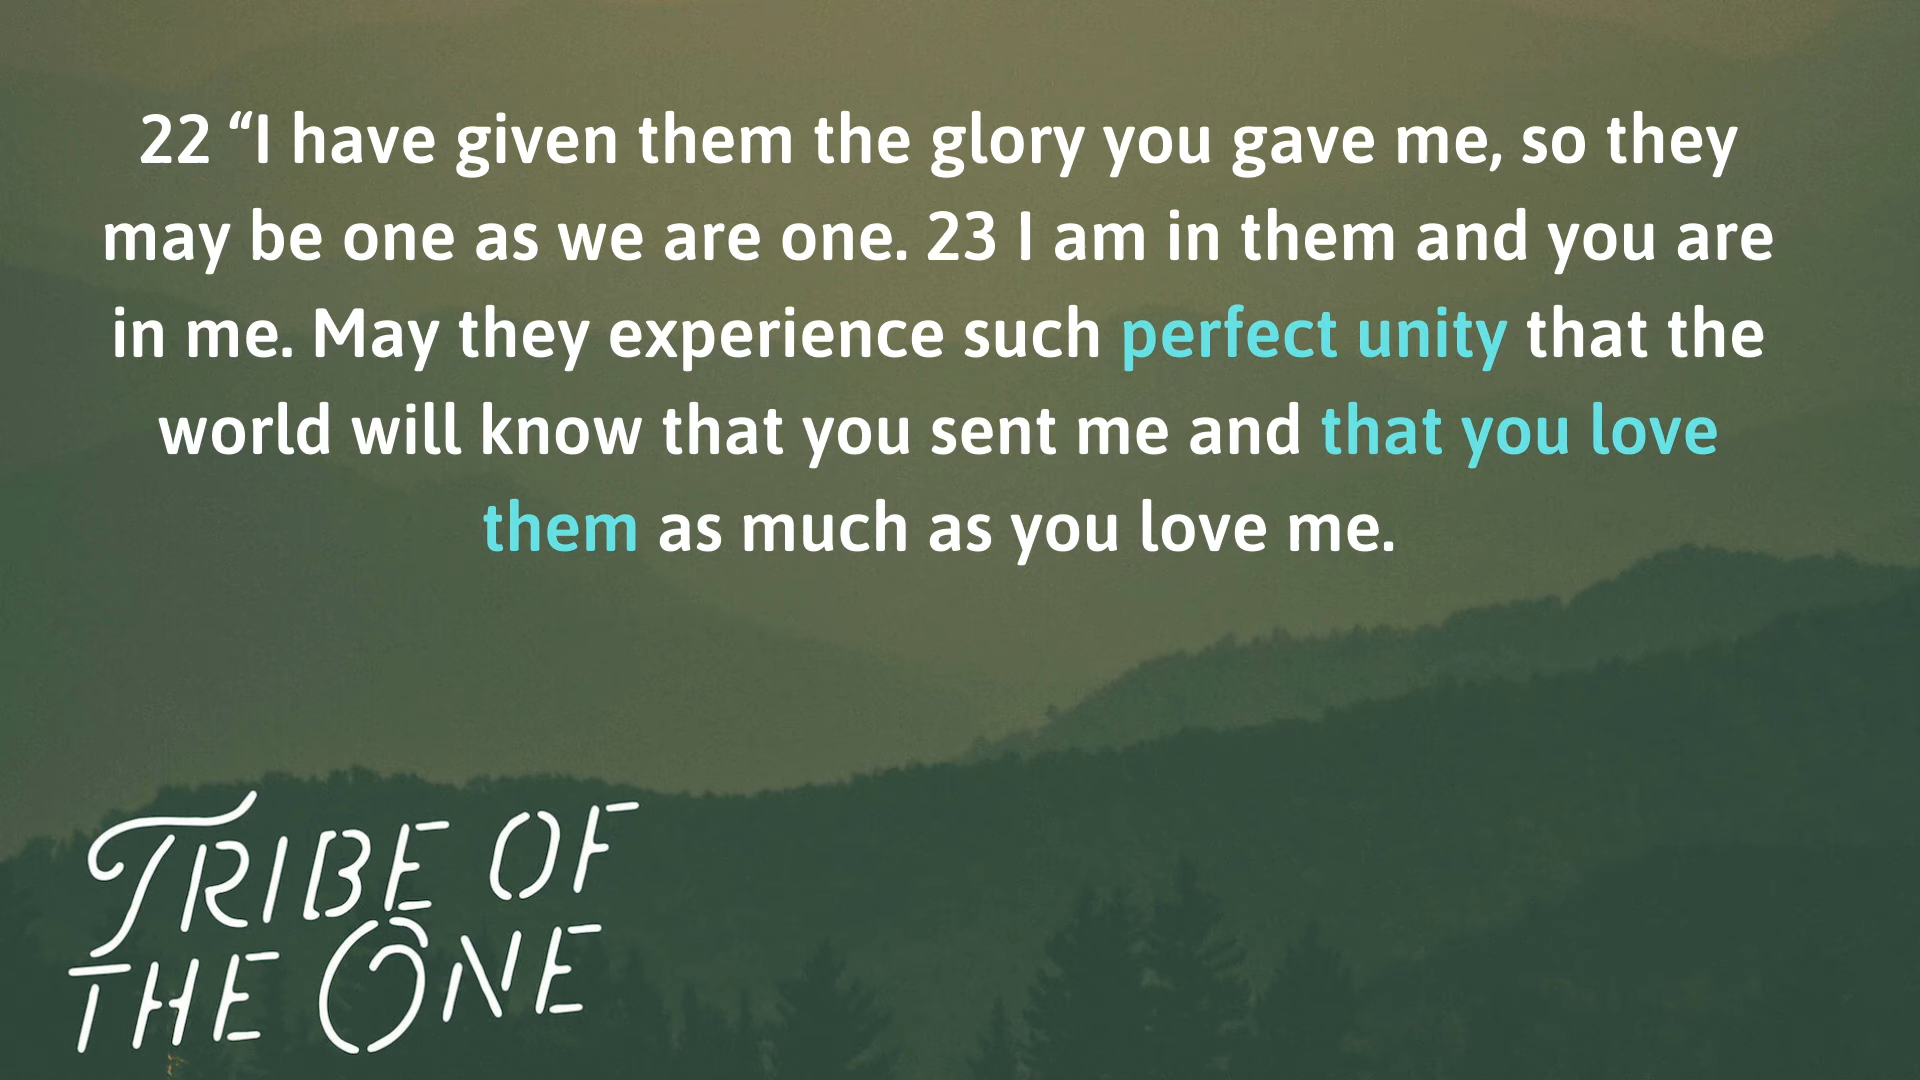 22 “I have given them the glory you gave me, so they
may be one as we are one. 23 I am in them and you are
in me. May they experience such perfect unity that the
world will know that you sent me and that you love
them as much as you love me.
TRIBE OF
THE ONE